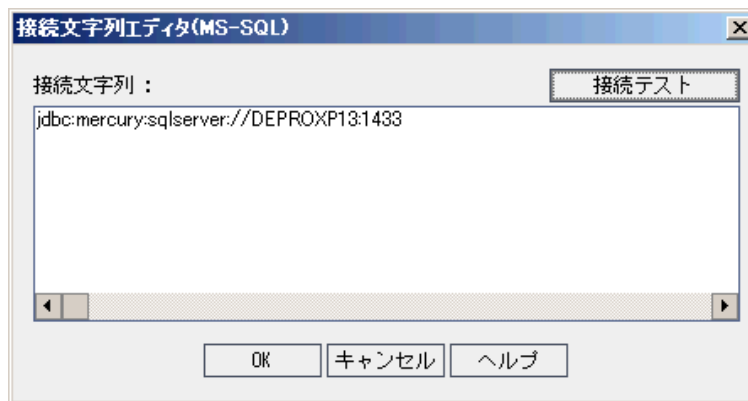 接続文字列エディタ(MS-SQL)
接続文字列：
接続テスト
jdbc:mercury:sqlserver://DEPROXP13:1433
OK
キャンセル
ヘルプ